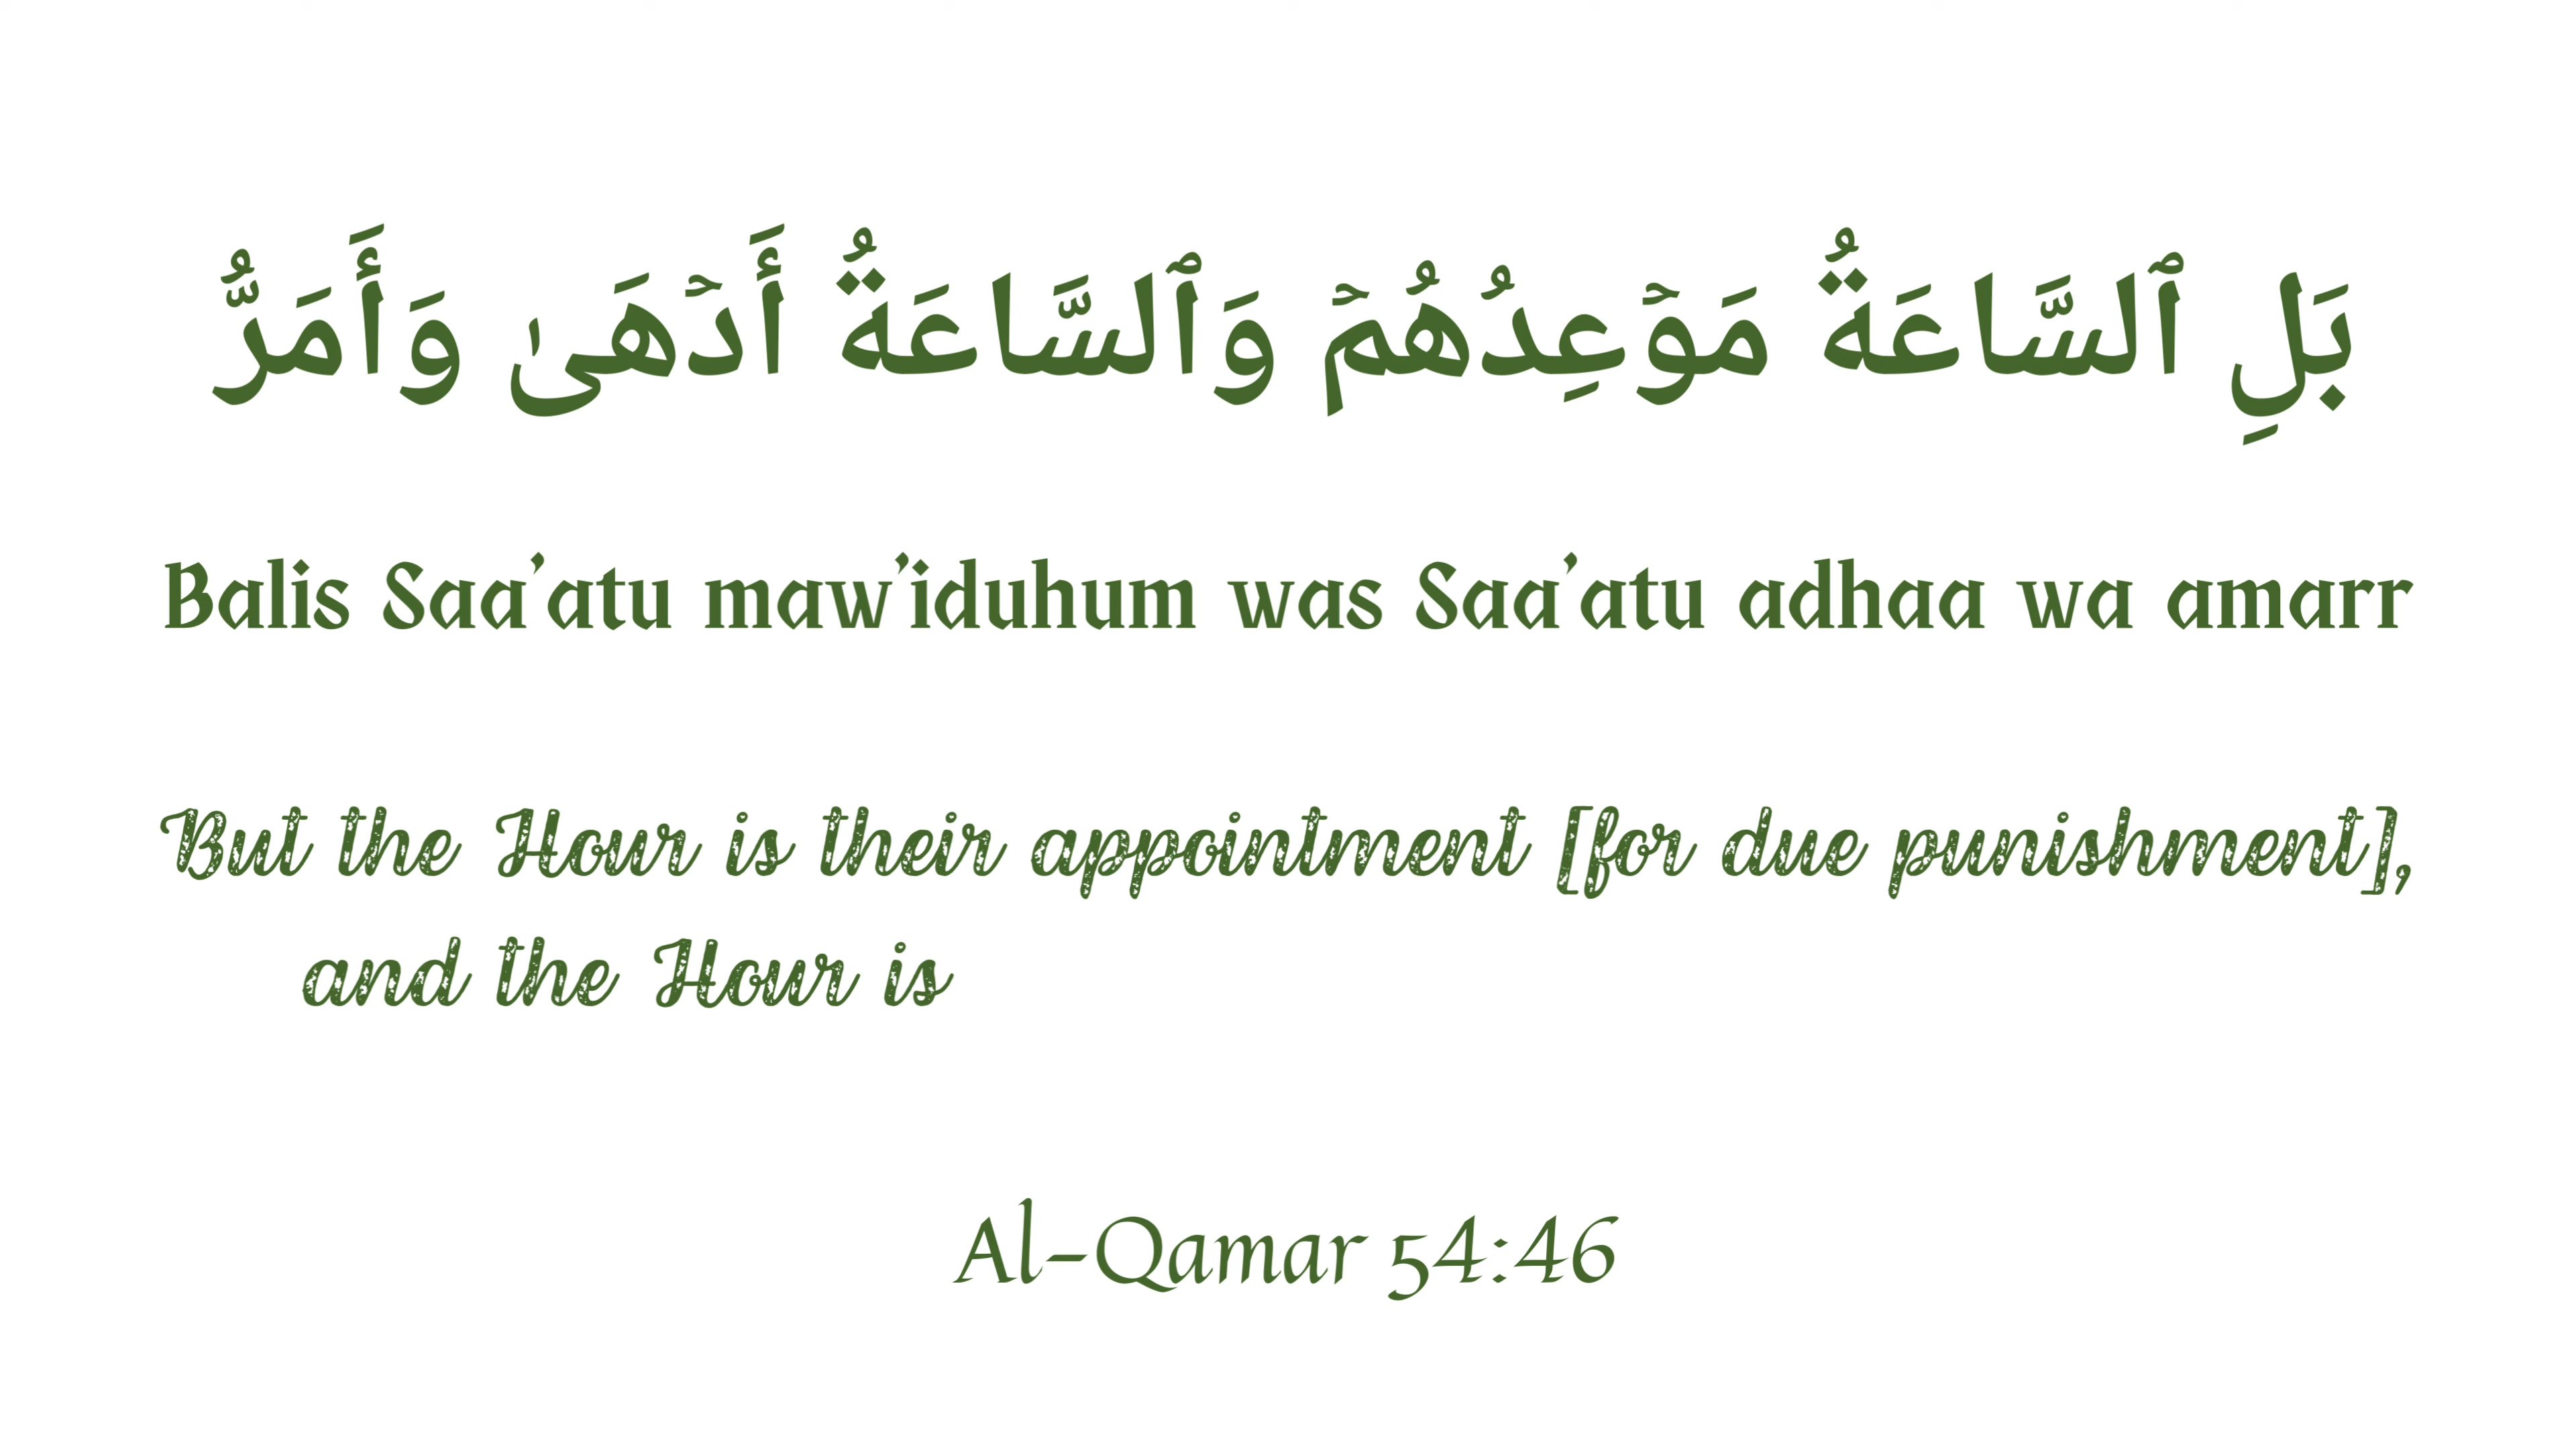 بَلِ ٱلسَّاعَةُ مَوۡعِدُهُمۡ وَٱلسَّاعَةُ أَدۡهَىٰ وَأَمَرُّ
Balis Saa'atu maw'iduhum was Saa'atu adhaa wa amarr
But the Hour is their appointment [for due punishment],
and the Hour is
Al-Qamar 54:46